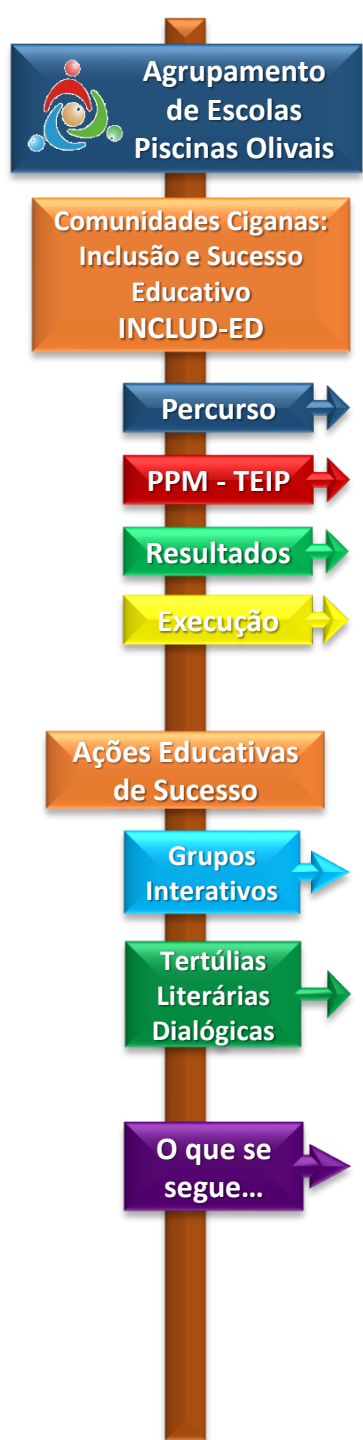 Agrupamento
de Escolas
Piscinas Olivais
Comunidades Ciganas:
Inclusão e Sucesso
Educativo
INCLUD-ED
Percurso
PPM - TEIP
Resultados
Execução
Ações Educativas
de Sucesso
Grupos
Interativos
Tertúlias
Literárias
Dialógicas
O que se
segue…